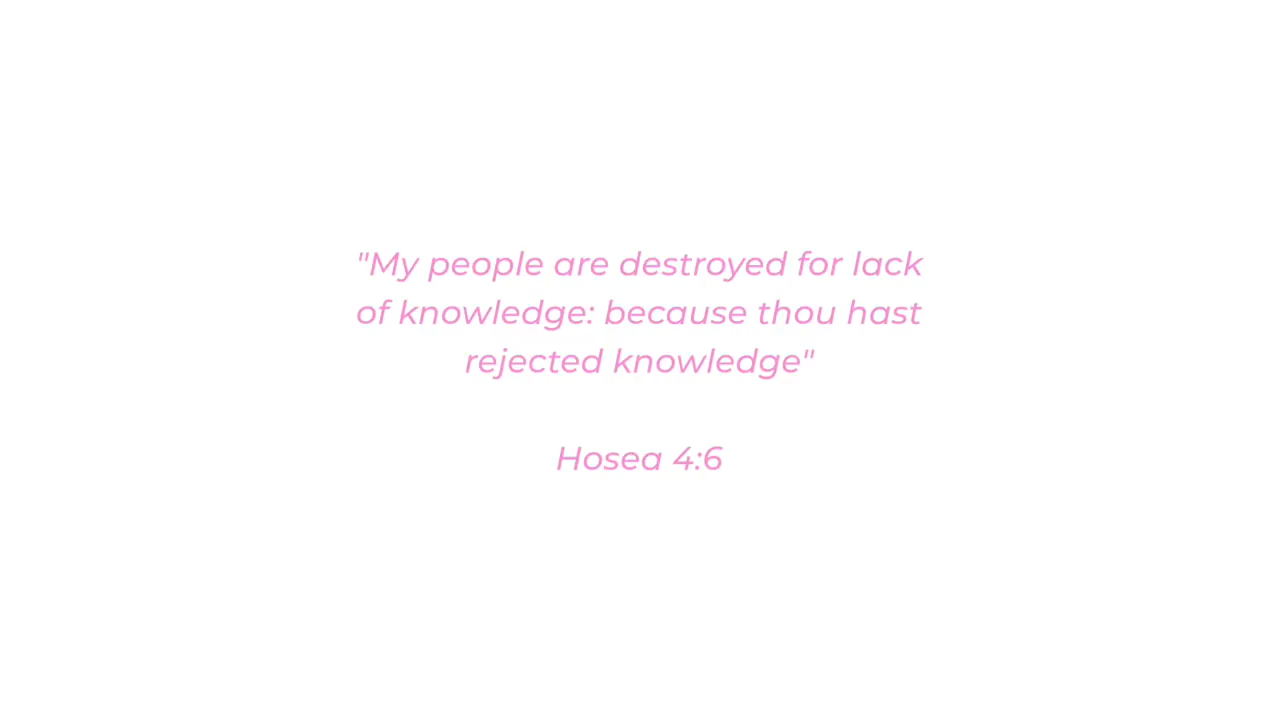 "My people are destroyed for lack
of knowledge: because thou hast
rejected knowledge"
Hosea 4:6